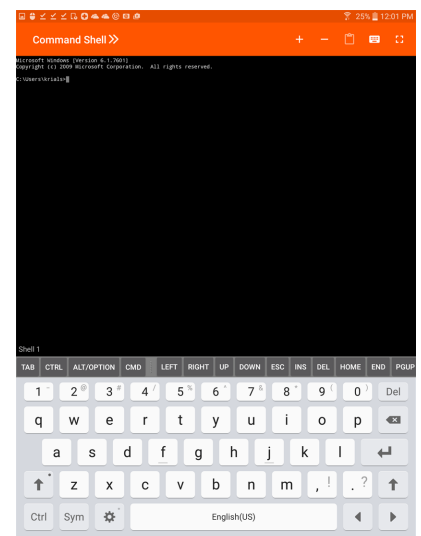 25% 12:01 PM
Command Shell
Microsoft Windows [Version 6.1.7601]
Copyright (c) 2009 Microsoft Corporation.  All rights reserved.
C:\Users\krials>
Shell 1
TAB CTRL ALT/OPTION CMD LEFT RIGHT UP DOWN ESC INS DEL HOME END PGUP
1 - 2 @ 3 # 4 / 5 % 6 ^ 7 & 8 * 9 ( 0 ) Del
q w e r t y u i o p
a s d f g h j k l
z x c v b n m , ! . ?
Ctrl Sym English(US)